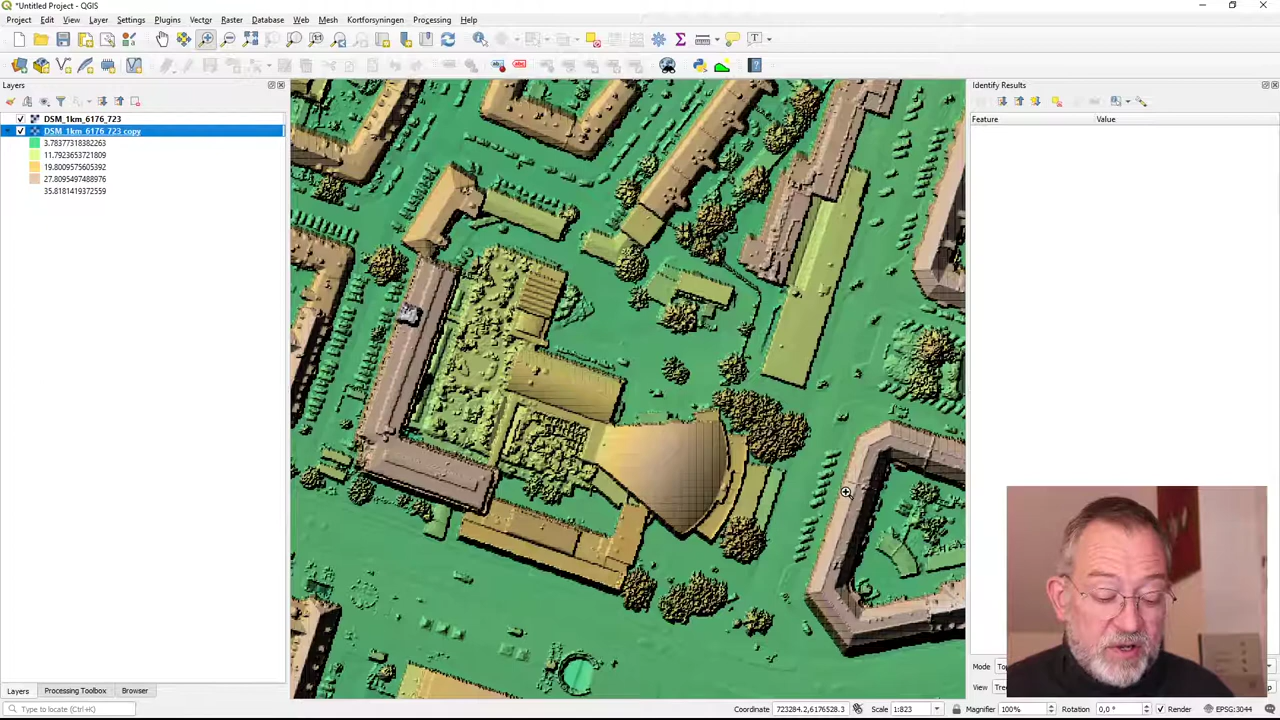 *Untitled Project - QGIS
Project Edit View Layer Settings Plugins Vector Raster Database Web Mesh Kortforsyningen Processing Help
Layers
Identify Results
DSM_1km_6176_723
Feature Value
DSM_1km_6176_723 copy
3.78377318382263
11.7923653721809
19.8009575605392
27.8095497488976
35.8181419372559
Mode
View
Layers Processing Toolbox Browser
Type to locate (Ctrl+K)
Coordinate 723284.2,6176528.3 Scale 1:823 Magnifier 100% Rotation 0,0 ° Render EPSG:3044